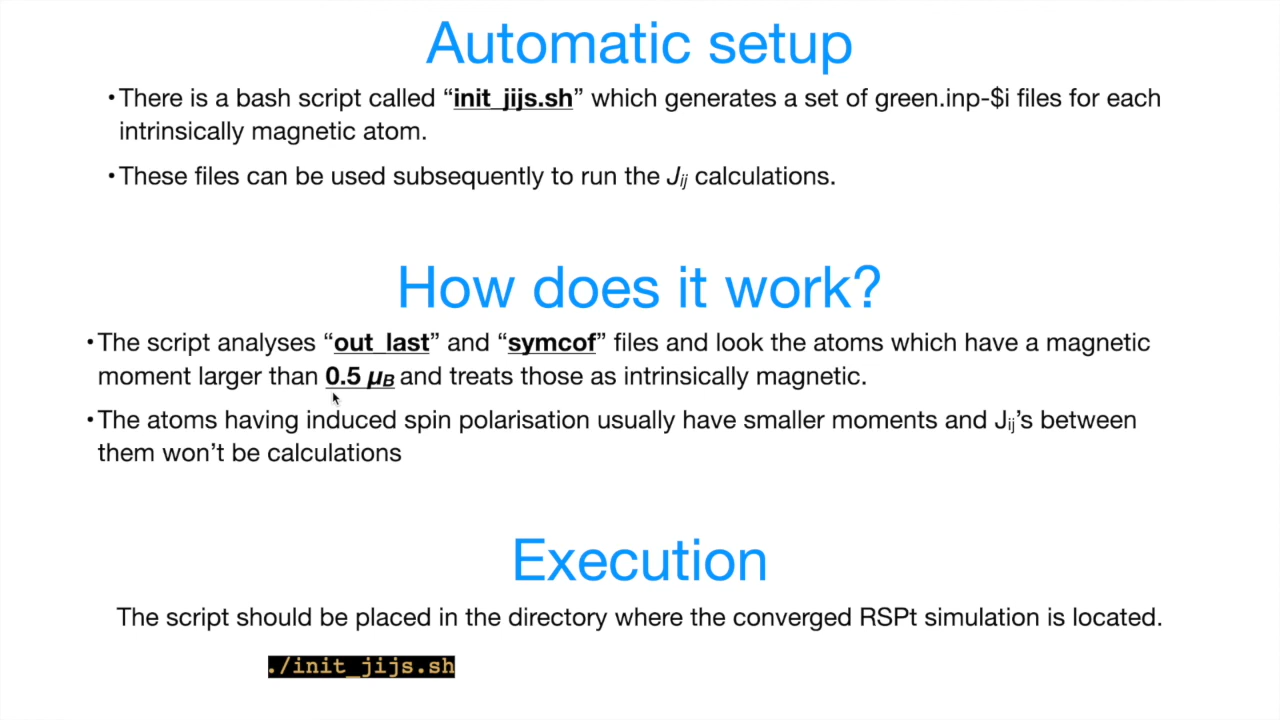 Automatic setup
•There is a bash script called “init_jijs.sh” which generates a set of green.inp-$i files for each
intrinsically magnetic atom.
•These files can be used subsequently to run the Jij calculations.
How does it work?
•The script analyses “out_last” and “symcof” files and look the atoms which have a magnetic
moment larger than 0.5 μB and treats those as intrinsically magnetic.
•The atoms having induced spin polarisation usually have smaller moments and Jij’s between
them won’t be calculations
Execution
The script should be placed in the directory where the converged RSPt simulation is located.
./init_jijs.sh